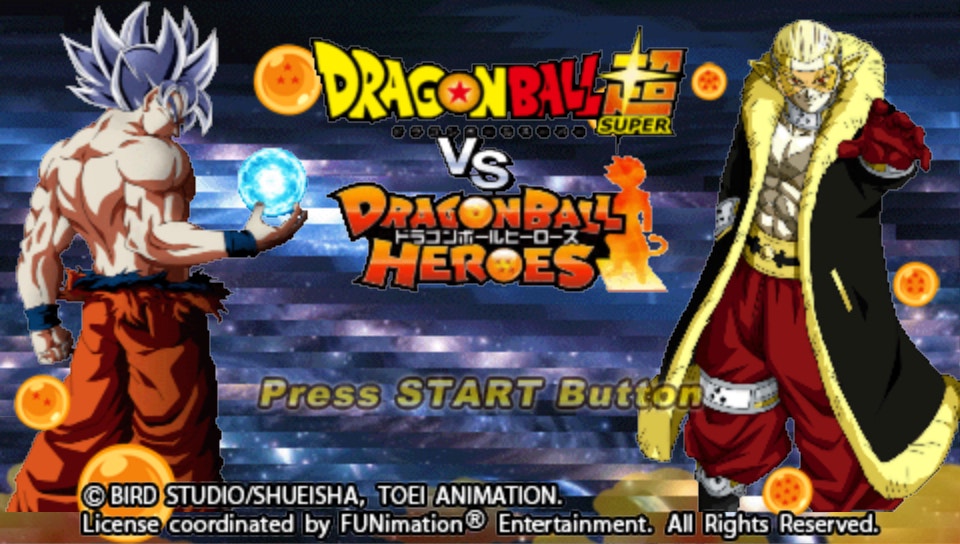 DRAGON BALL 超
SUPER
VS
DRAGON BALL
ドラゴンボールヒーローズ
HEROES
Press START Button
© BIRD STUDIO/SHUEISHA, TOEI ANIMATION.
License coordinated by FUNimation® Entertainment. All Rights Reserved.